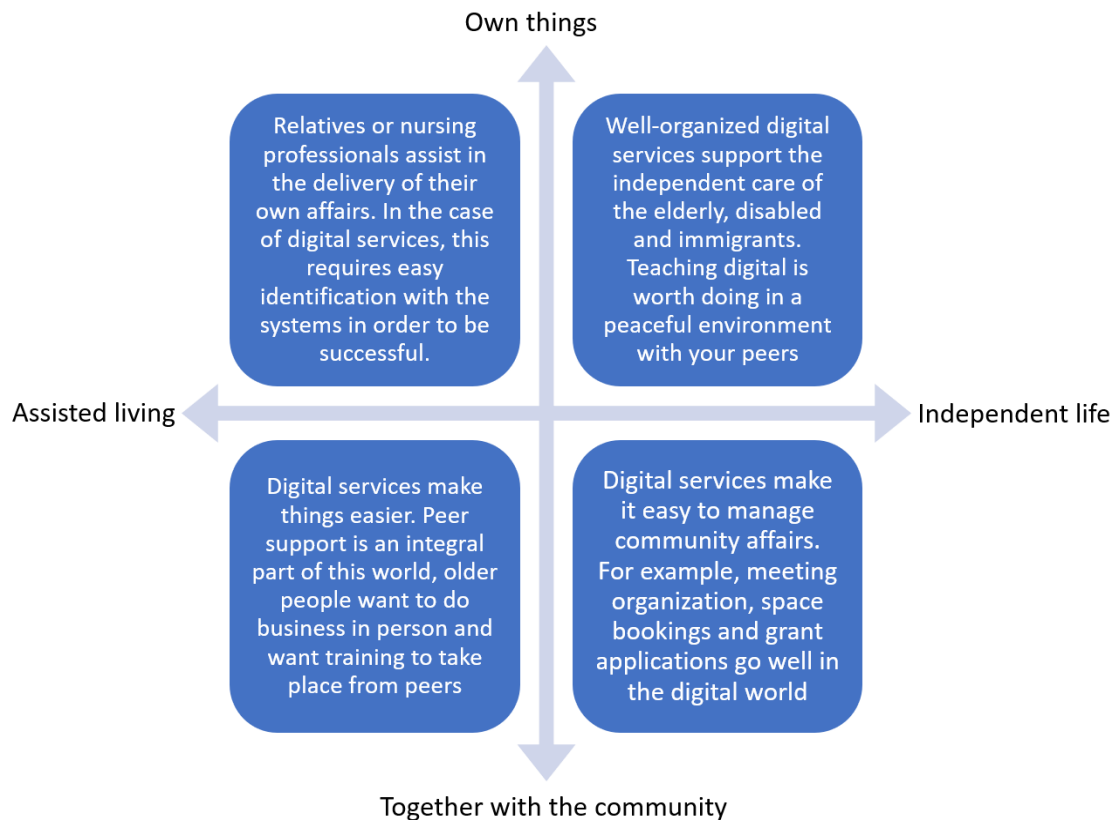 Own things
Relatives or nursing
professionals assist in
the delivery of their
own affairs. In the case
of digital services, this
requires easy
identification with the
systems in order to be
successful.
Well-organized digital
services support the
independent care of
the elderly, disabled
and immigrants.
Teaching digital is
worth doing in a
peaceful environment
with your peers
Assisted living
Independent life
Digital services make
things easier. Peer
support is an integral
part of this world, older
people want to do
business in person and
want training to take
place from peers
Digital services make
it easy to manage
community affairs.
For example, meeting
organization, space
bookings and grant
applications go well in
the digital world
Together with the community